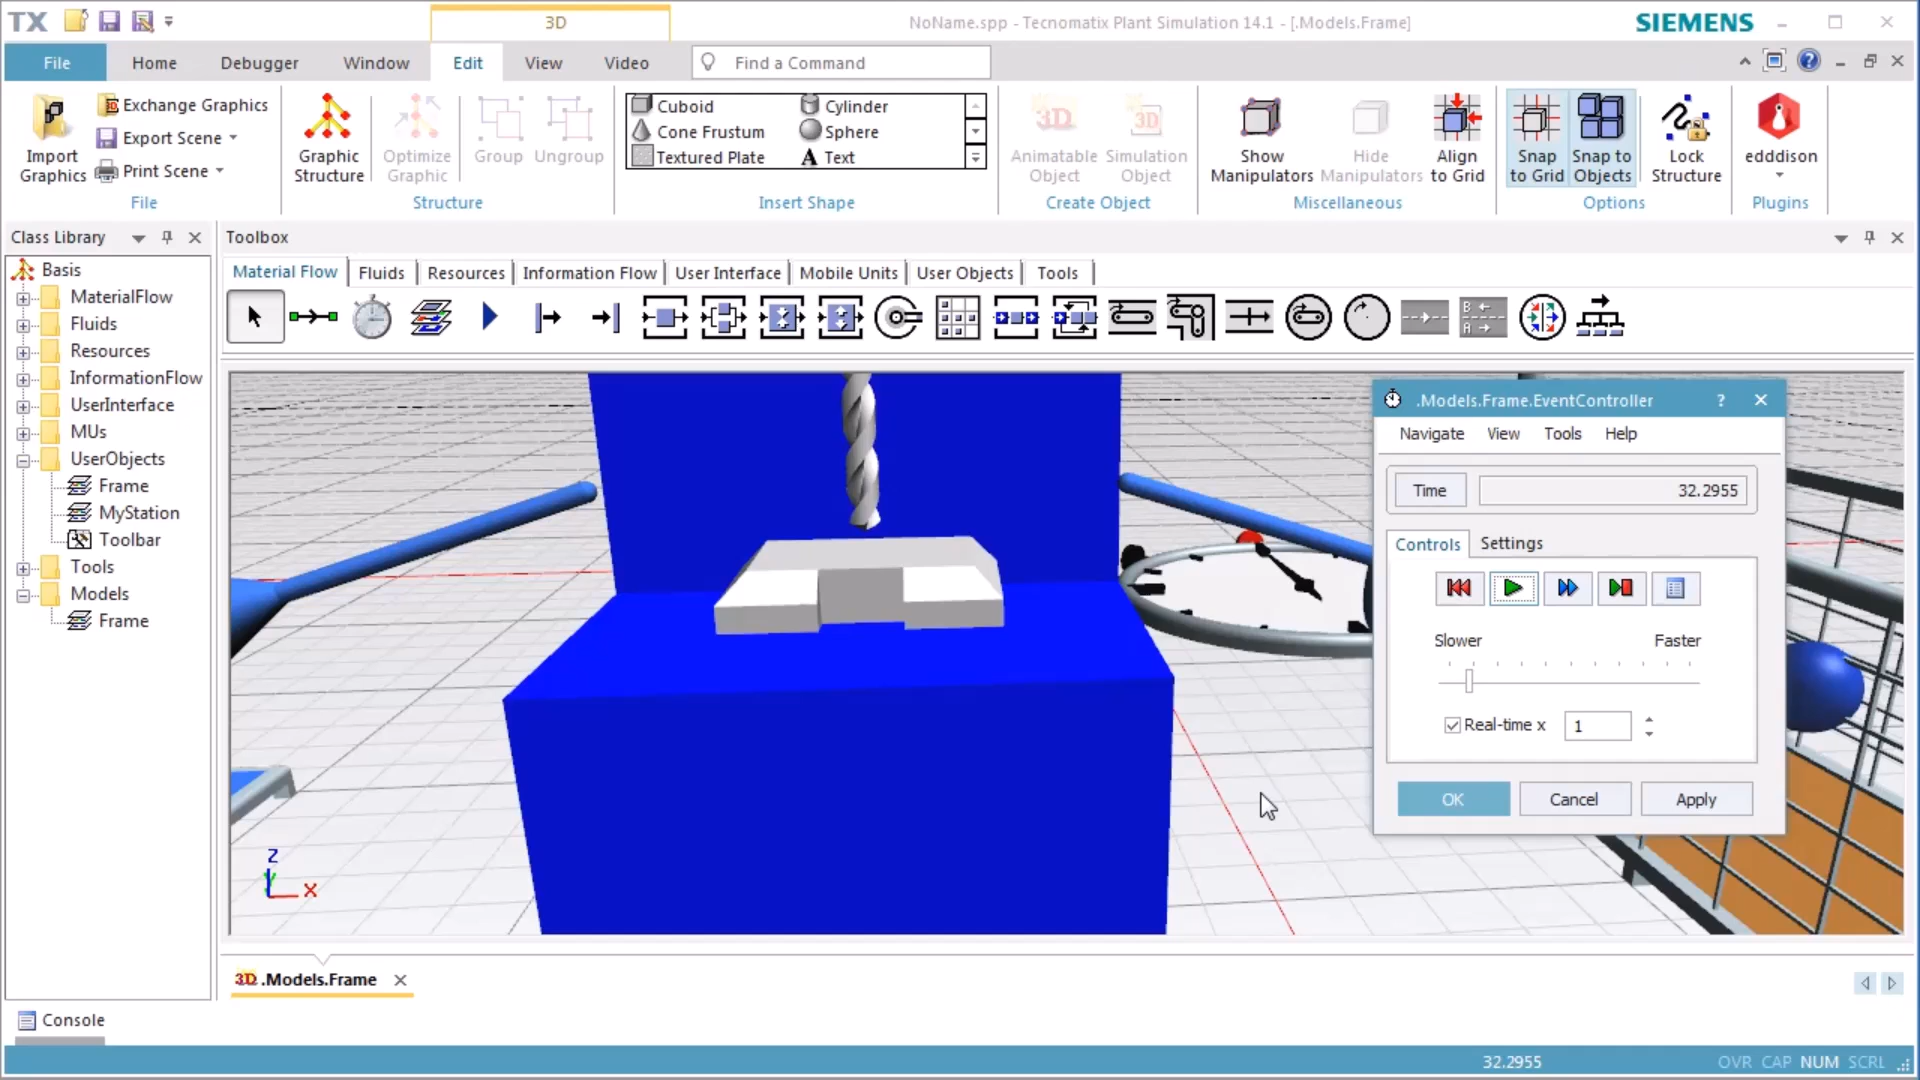 TX
3D
NoName.spp - Tecnomatix Plant Simulation 14.1 - [.Models.Frame]
SIEMENS
File
Home
Debugger
Window
Edit
View
Video
Find a Command
Import Graphics
Exchange Graphics
Export Scene
Print Scene
File
Graphic Structure
Optimize Graphic
Group
Ungroup
Structure
Cuboid
Cylinder
Cone Frustum
Sphere
Textured Plate
A Text
Insert Shape
3D
Animatable Object
3D
Simulation Object
Create Object
Show Manipulators
Hide Manipulators
Align to Grid
Miscellaneous
Snap to Grid
Snap to Objects
Lock Structure
Options
edddison
Plugins
Class Library
Basis
MaterialFlow
Fluids
Resources
InformationFlow
UserInterface
MUs
UserObjects
Frame
MyStation
Toolbar
Tools
Models
Frame
Toolbox
Material Flow
Fluids
Resources
Information Flow
User Interface
Mobile Units
User Objects
Tools
B
A
.Models.Frame.EventController
?
Navigate
View
Tools
Help
Time
32.2955
Controls
Settings
Slower
Faster
Real-time x
1
OK
Cancel
Apply
Z
Y
X
3D .Models.Frame
Console
32.2955
OVR CAP NUM SCRL